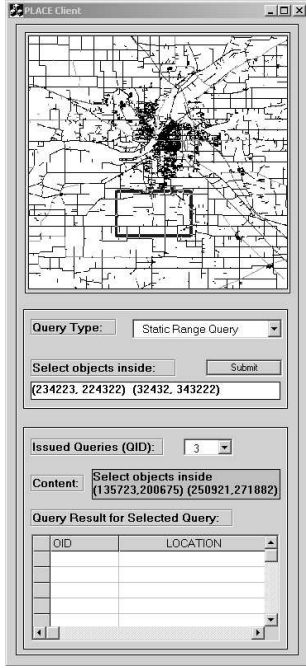 PLACE Client
Query Type:
Static Range Query
Select objects inside:
Submit
(234223, 224322) (32432, 343222)
Issued Queries (QID):
3
Content:
Select objects inside
(135723,200675) (250921,271882)
Query Result for Selected Query:
OID LOCATION